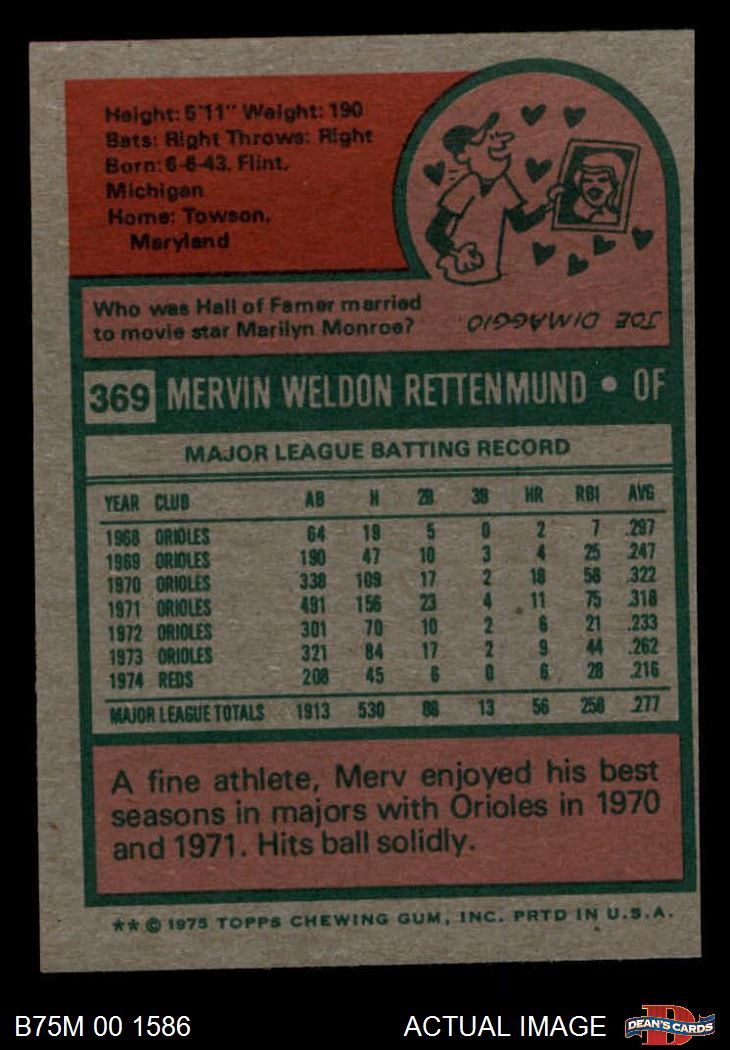 Height: 5'11" Weight: 190
Bats: Right Throws: Right
Born: 6-6-43, Flint,
Michigan
Home: Towson,
Maryland
Who was Hall of Famer married
to movie star Marilyn Monroe?
JOE DIMAGGIO
369 MERVIN WELDON RETTENMUND • OF
MAJOR LEAGUE BATTING RECORD
YEAR CLUB AB H 2B 3B HR RBI AVG
1968 ORIOLES 64 19 5 0 2 7 .297
1969 ORIOLES 190 47 10 3 4 25 .247
1970 ORIOLES 338 109 17 2 18 58 .322
1971 ORIOLES 491 156 23 4 11 75 .318
1972 ORIOLES 301 70 10 2 6 21 .233
1973 ORIOLES 321 84 17 2 9 44 .262
1974 REDS 208 45 6 0 6 28 .216
MAJOR LEAGUE TOTALS 1913 530 88 13 56 258 .277
A fine athlete, Merv enjoyed his best
seasons in majors with Orioles in 1970
and 1971. Hits ball solidly.
** © 1975 TOPPS CHEWING GUM, INC. PRTD IN U.S.A.
B75M 00 1586 ACTUAL IMAGE DEAN'S CARDS